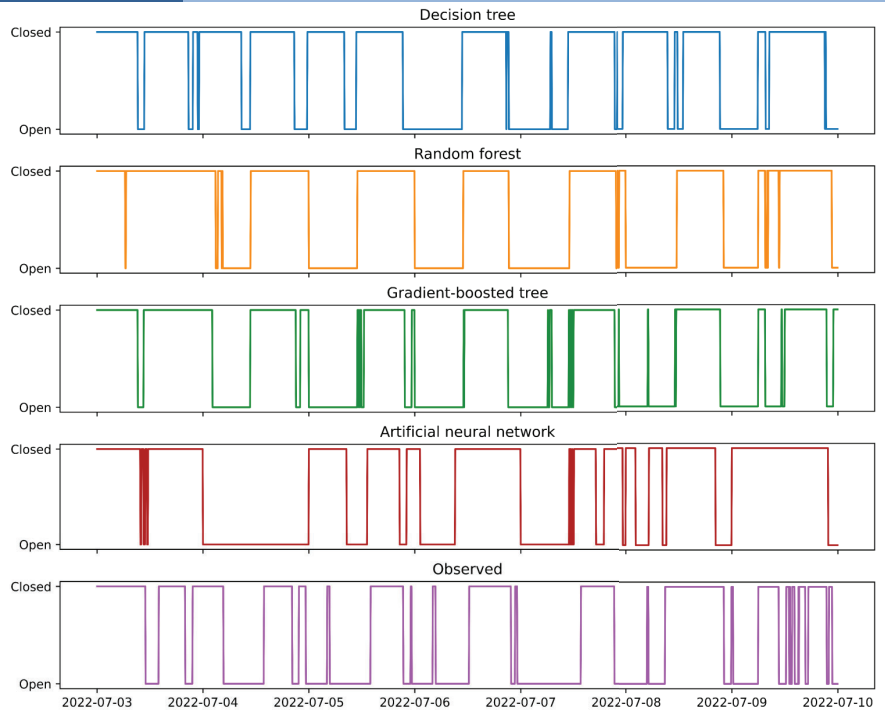 Decision tree
Closed
Open
Random forest
Closed
Open
Gradient-boosted tree
Closed
Open
Artificial neural network
Closed
Open
Observed
Closed
Open
2022-07-03 2022-07-04 2022-07-05 2022-07-06 2022-07-07 2022-07-08 2022-07-09 2022-07-10